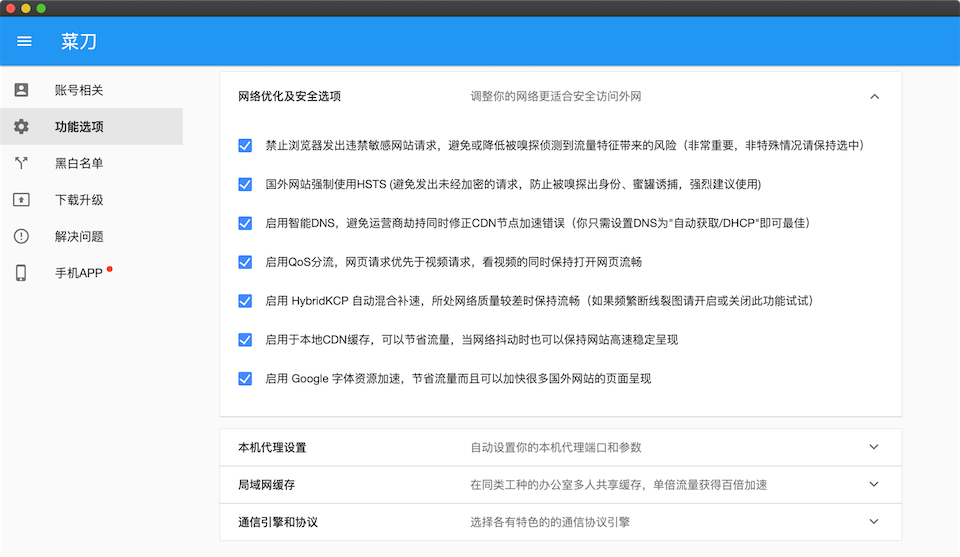 菜刀
账号相关
功能选项
黑白名单
下载升级
解决问题
手机APP
网络优化及安全选项 调整你的网络更适合安全访问外网
禁止浏览器发出违禁敏感网站请求，避免或降低被嗅探侦测到流量特征带来的风险（非常重要，非特殊情况请保持选中）
国外网站强制使用HSTS (避免发出未经加密的请求，防止被嗅探出身份、蜜罐诱捕，强烈建议使用)
启用智能DNS，避免运营商劫持同时修正CDN节点加速错误（你只需设置DNS为"自动获取/DHCP"即可最佳）
启用QoS分流，网页请求优先于视频请求，看视频的同时保持打开网页流畅
启用 HybridKCP 自动混合补速，所处网络质量较差时保持流畅（如果频繁断线裂图请开启或关闭此功能试试）
启用于本地CDN缓存，可以节省流量，当网络抖动时也可以保持网站高速稳定呈现
启用 Google 字体资源加速，节省流量而且可以加快很多国外网站的页面呈现
本机代理设置 自动设置你的本机代理端口和参数
局域网缓存 在同类工种的办公室多人共享缓存，单倍流量获得百倍加速
通信引擎和协议 选择各有特色的的通信协议引擎